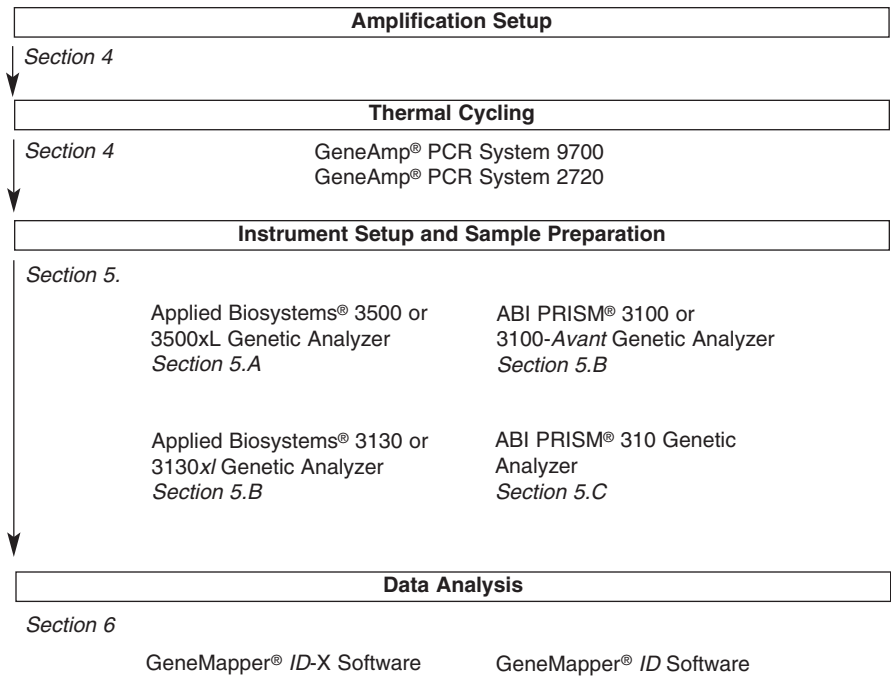 Amplification Setup
Section 4
Thermal Cycling
Section 4
GeneAmp® PCR System 9700
GeneAmp® PCR System 2720
Instrument Setup and Sample Preparation
Section 5.
Applied Biosystems® 3500 or
3500xL Genetic Analyzer
Section 5.A
ABI PRISM® 3100 or
3100-Avant Genetic Analyzer
Section 5.B
Applied Biosystems® 3130 or
3130xl Genetic Analyzer
Section 5.B
ABI PRISM® 310 Genetic
Analyzer
Section 5.C
Data Analysis
Section 6
GeneMapper® ID-X Software
GeneMapper® ID Software